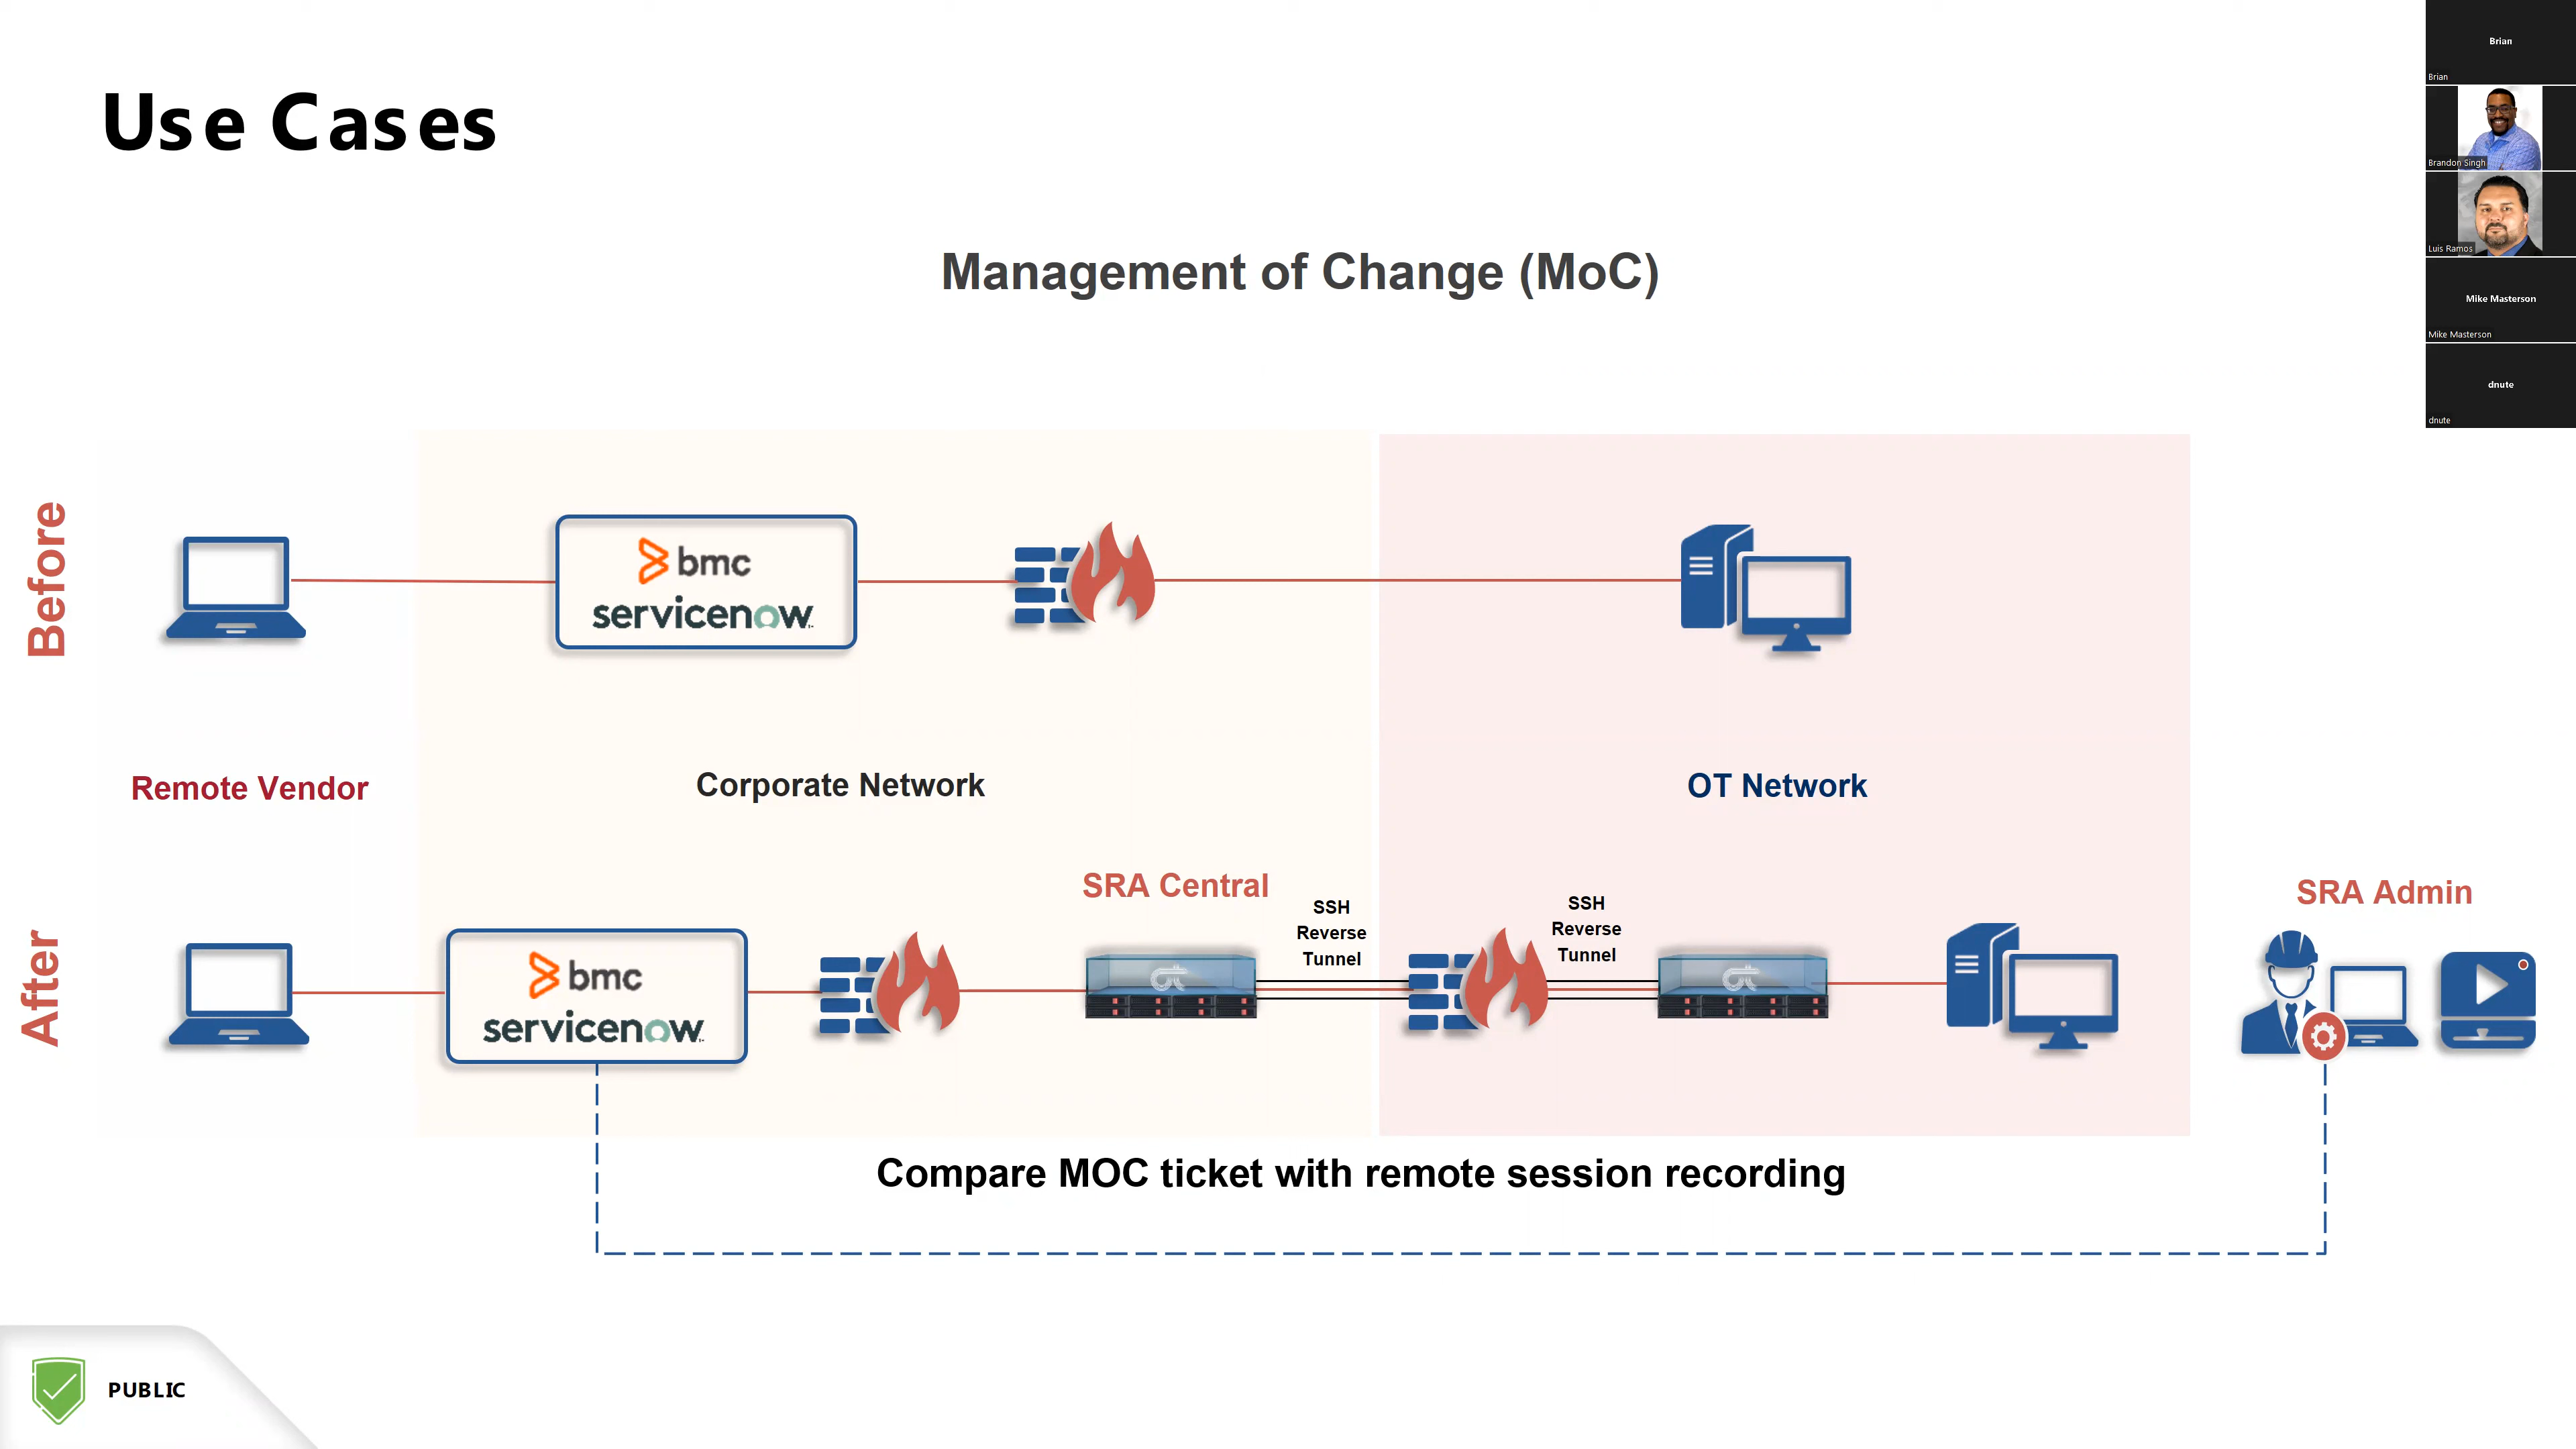 Use Cases
Management of Change (MoC)
Brian
Brian
Brandon Singh
Luis Ramos
Mike Masterson
Mike Masterson
dnute
dnute
Before
bmc
servicenow
Remote Vendor
Corporate Network
OT Network
After
bmc
servicenow
SRA Central
SSH
Reverse
Tunnel
SSH
Reverse
Tunnel
SRA Admin
Compare MOC ticket with remote session recording
PUBLIC